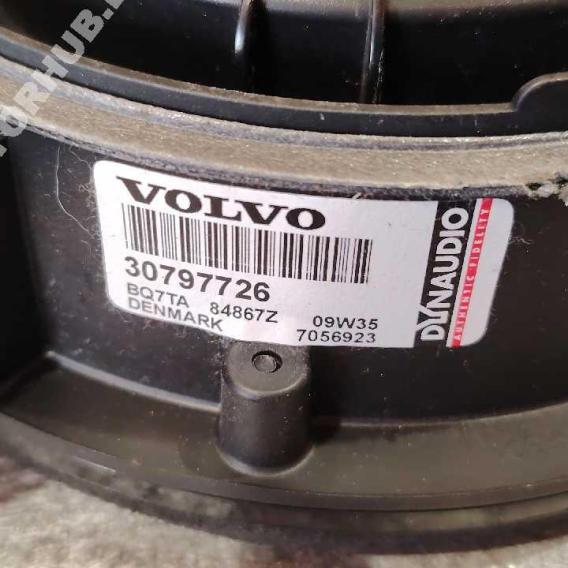 VOLVO
30797726
BQ7TA 84867Z 09W35
DENMARK 7056923
DYNAUDIO
AUTHENTIC FIDELITY